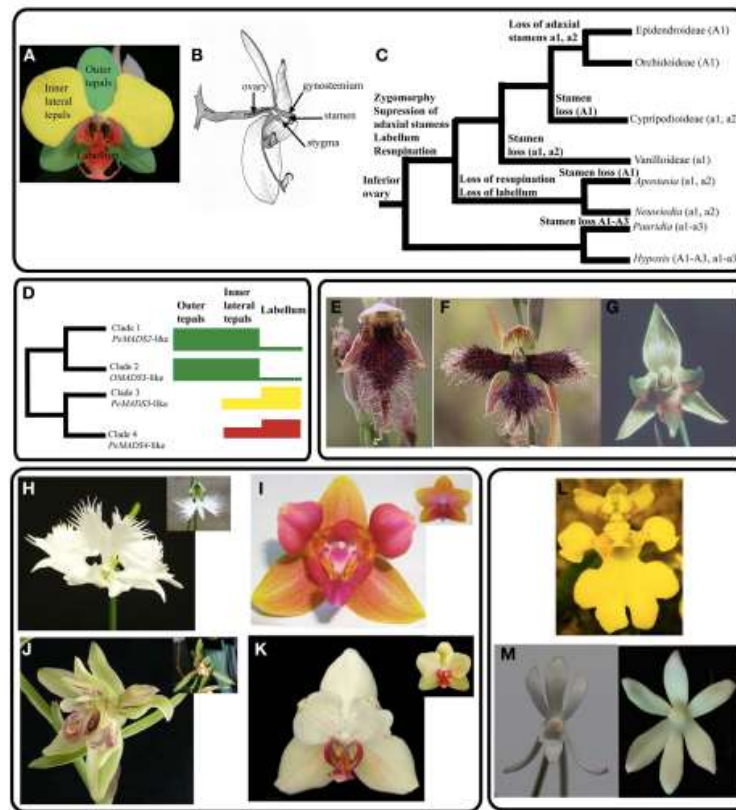 A
Outer
tepals
Inner
lateral
tepals
Labellum
B
ovary
gynostemium
stamen
stygma
C
Loss of adaxial
stamens a1, a2
Epidendroideae (A1)
Orchidoideae (A1)
Zygomorphy
Supression of
adaxial stamens
Labellum
Resupination
Stamen
loss (A1)
Cypripedioideae (a1, a2)
Stamen
loss (a1, a2)
Vanilloideae (a1)
Inferior
ovary
Loss of resupination
Loss of labellum
Stamen loss (A1)
Apostasia (a1, a2)
Neuwiedia (a1, a2)
Stamen loss A1-A3
Pauridia (a1-a3)
Hypoxis (A1-A3, a1-a3
D
Outer
tepals
Inner
lateral
tepals
Labellum
Clade 1
PeMADS2-like
Clade 2
OMADS3-like
Clade 3
PeMADS3-like
Clade 4
PeMADS4-like
E
F
G
H
I
J
K
L
M